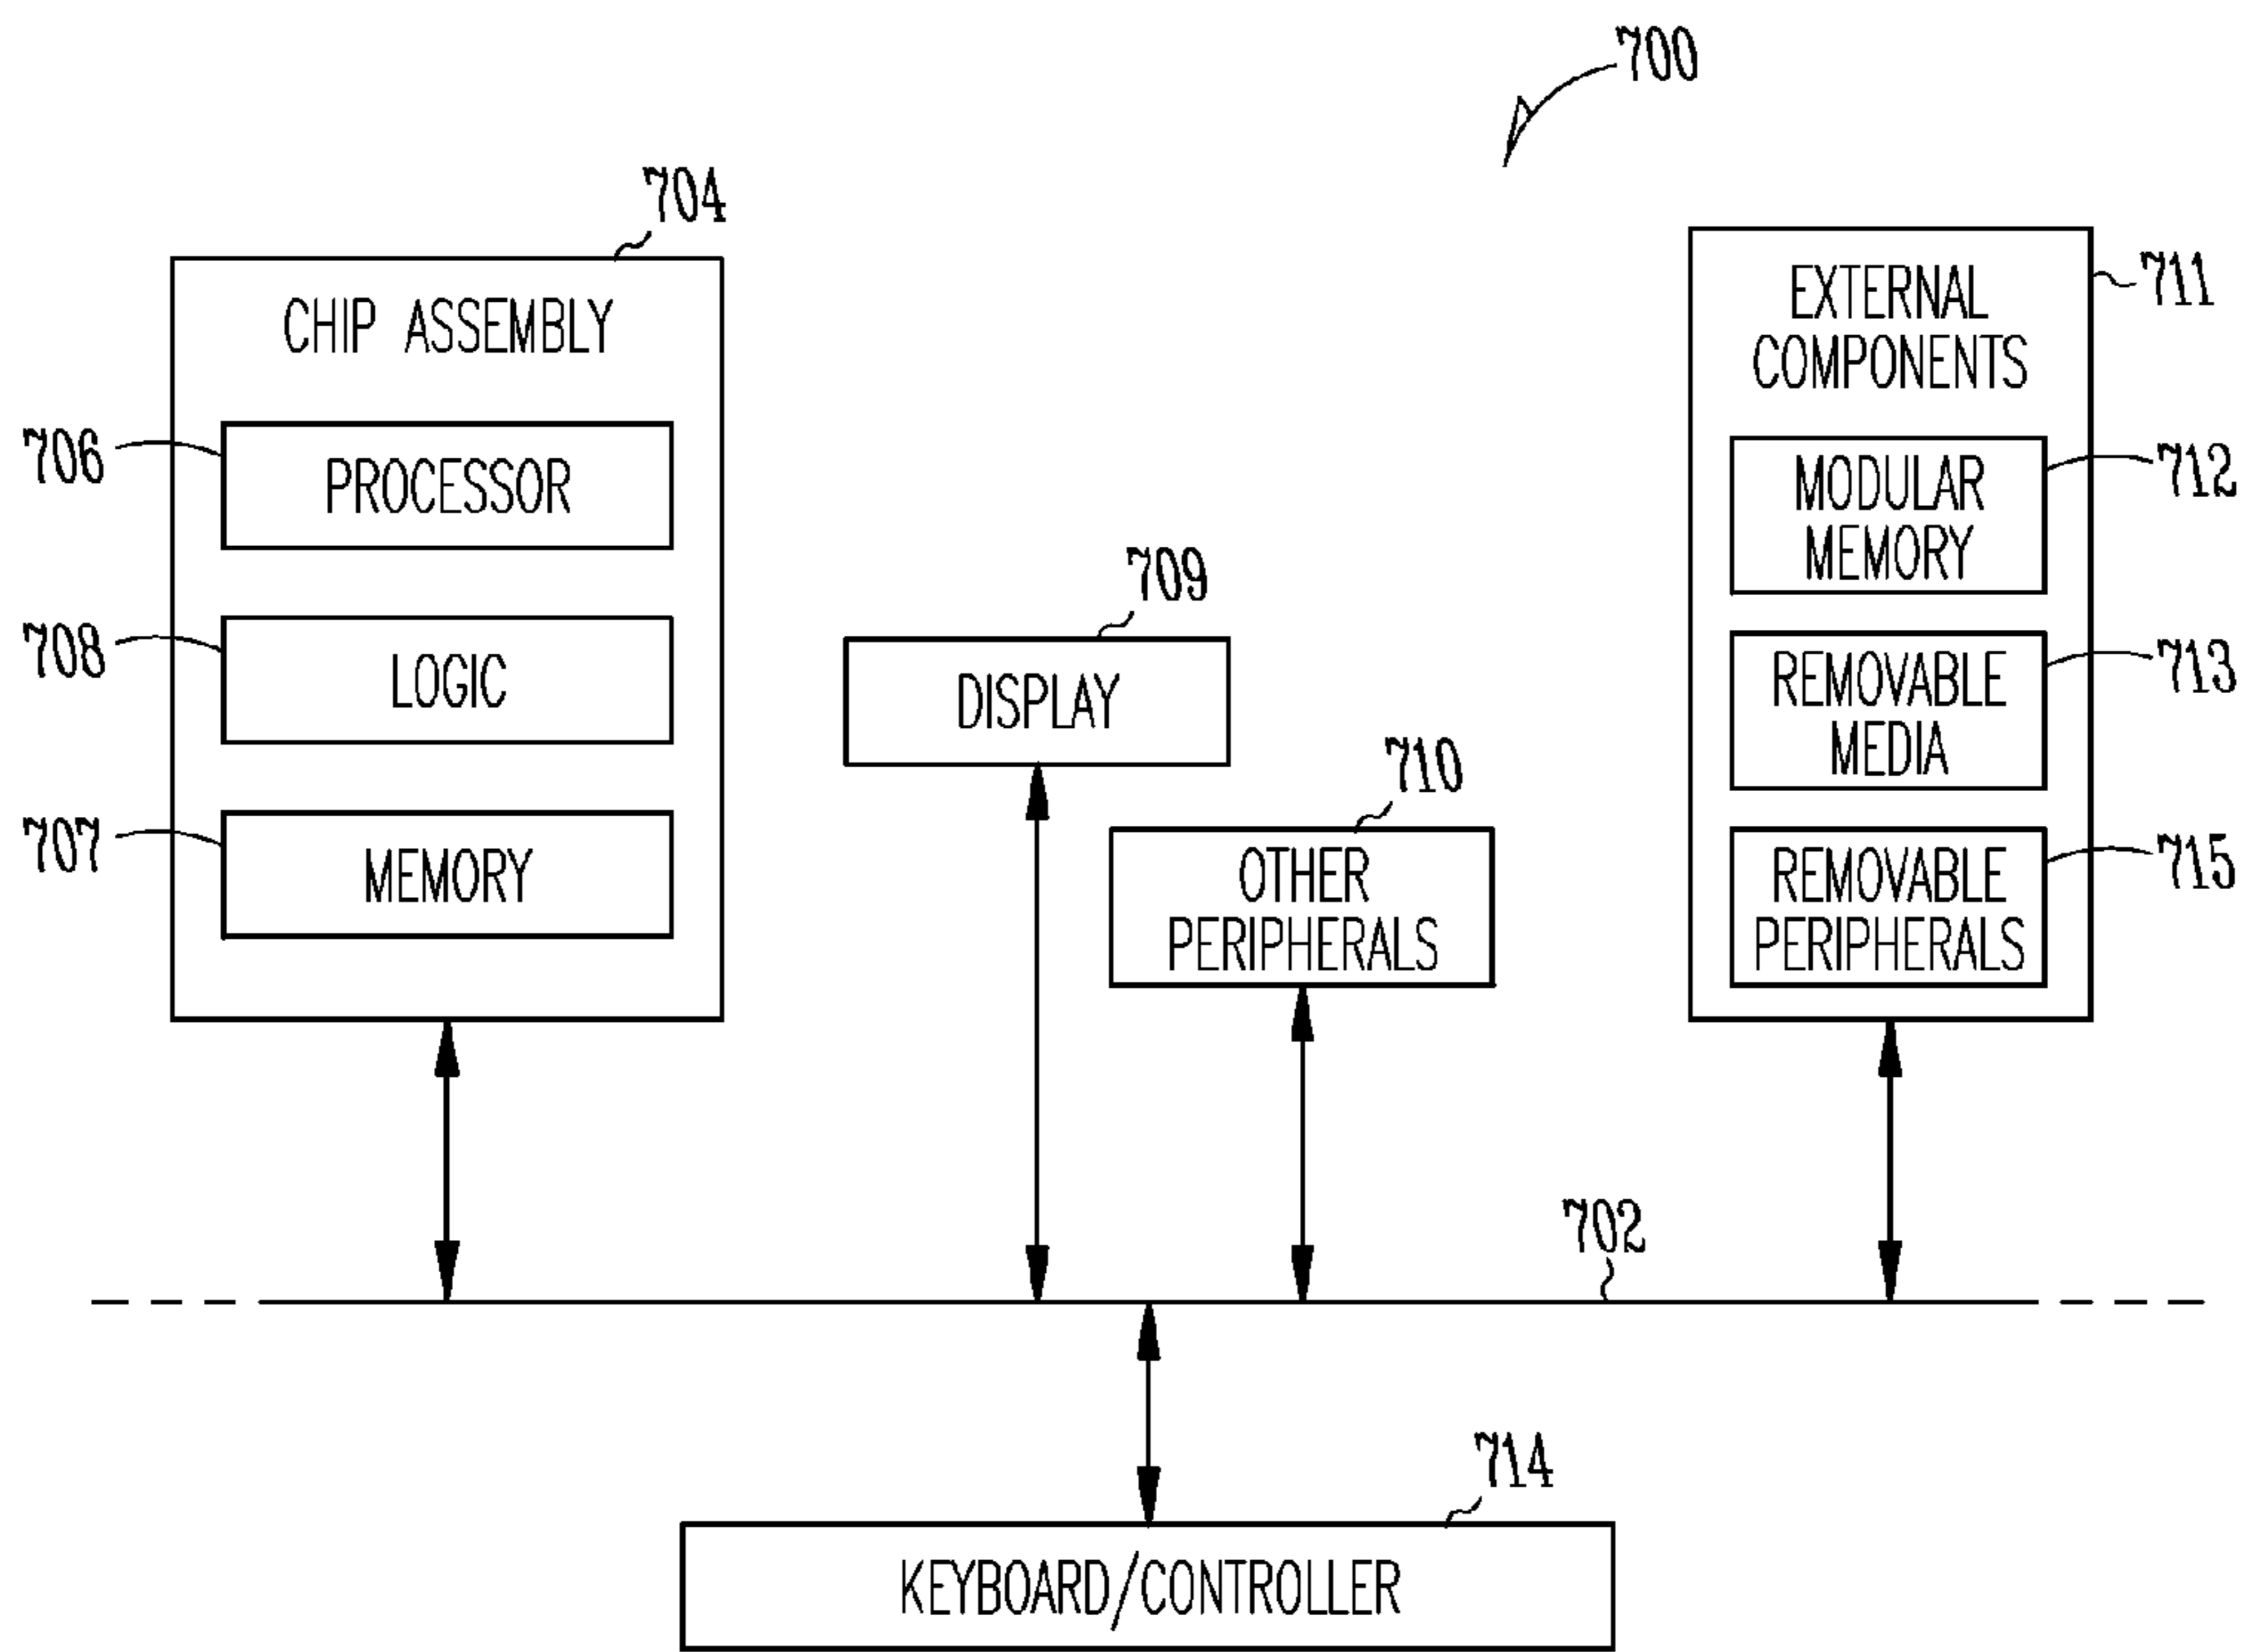 700
704
CHIP ASSEMBLY
706
PROCESSOR
708
LOGIC
707
MEMORY
709
DISPLAY
710
OTHER
PERIPHERALS
711
EXTERNAL
COMPONENTS
712
MODULAR
MEMORY
713
REMOVABLE
MEDIA
715
REMOVABLE
PERIPHERALS
702
714
KEYBOARD/CONTROLLER